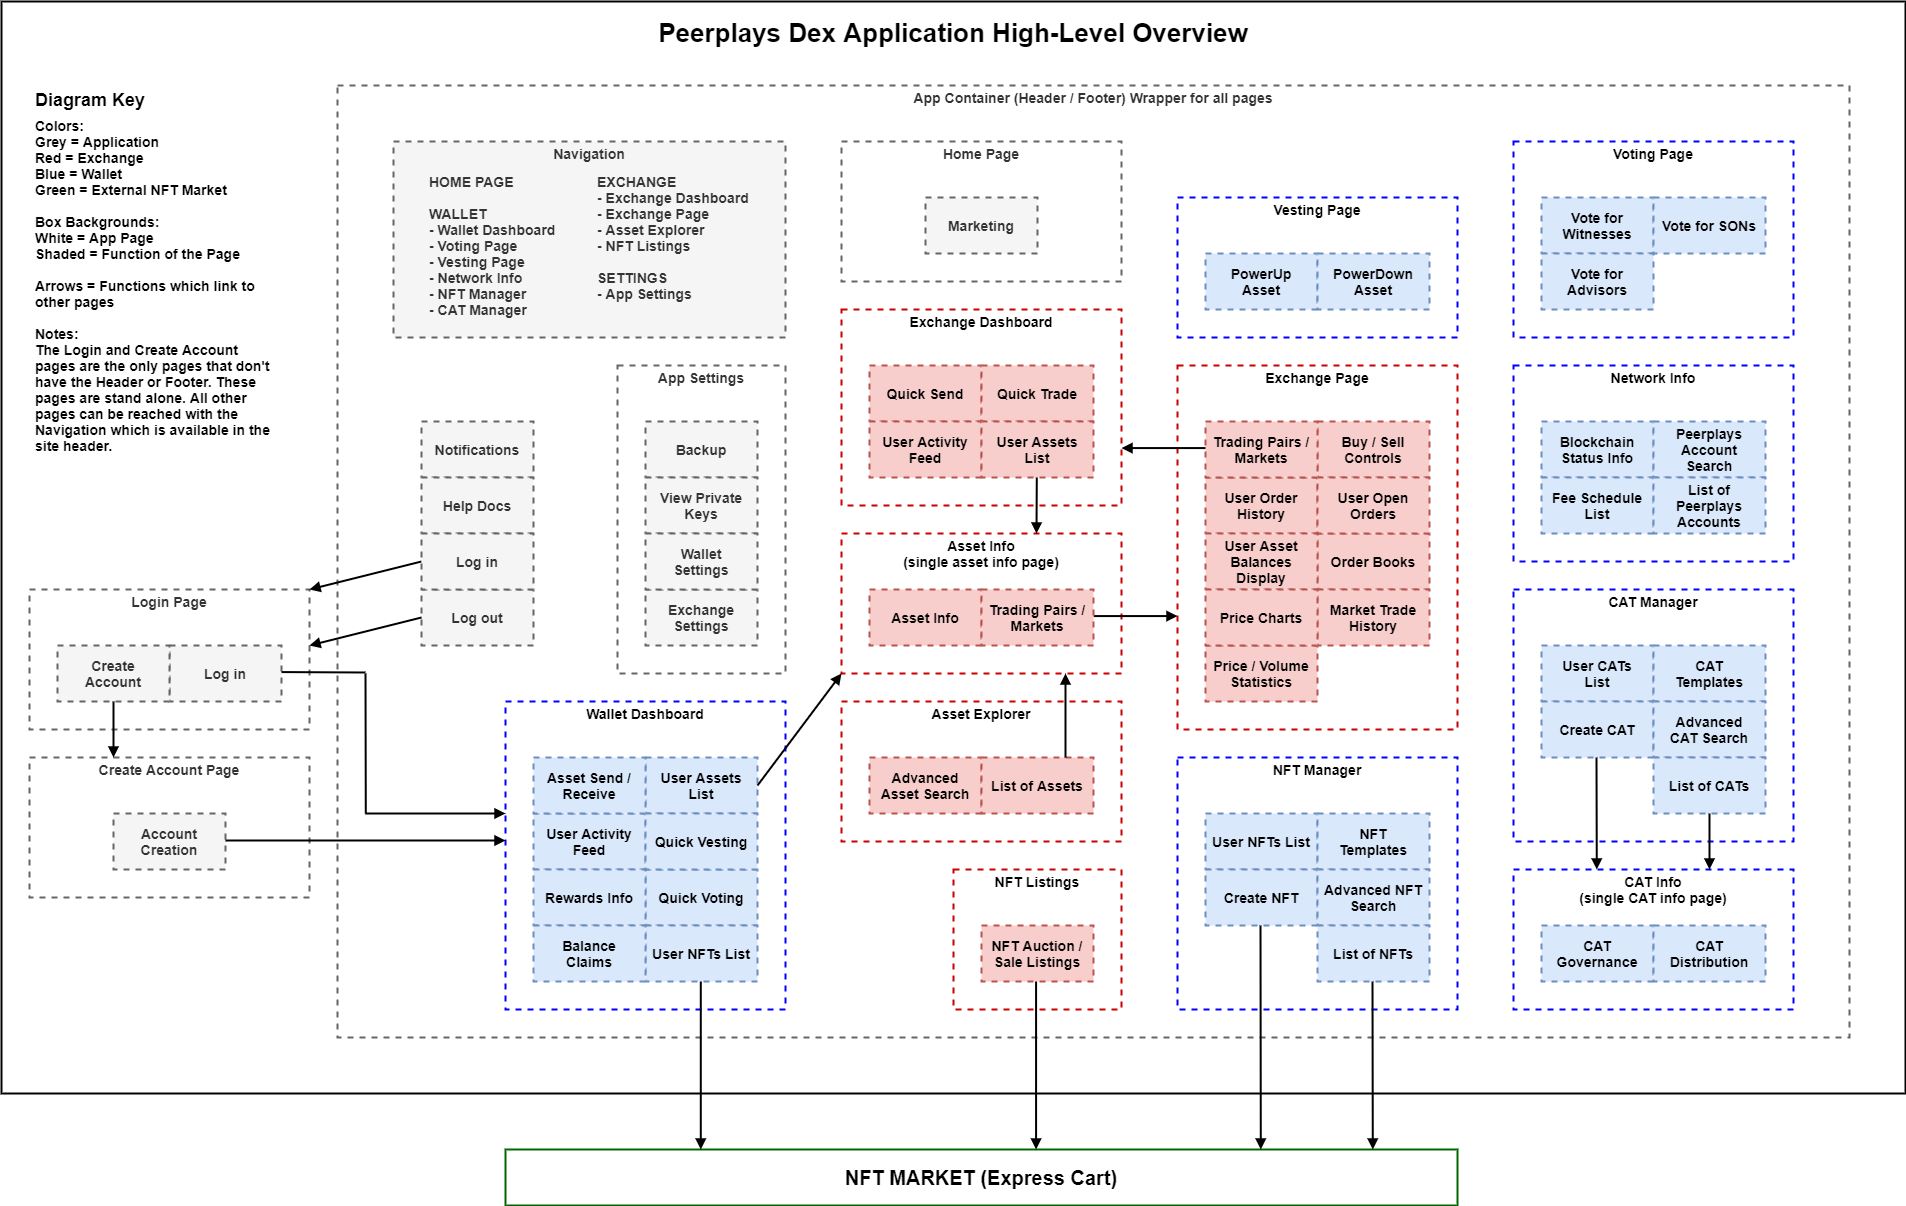 Peerplays Dex Application High-Level Overview
Diagram Key
Colors:
Grey = Application
Red = Exchange
Blue = Wallet
Green = External NFT Market
Box Backgrounds:
White = App Page
Shaded = Function of the Page
Arrows = Functions which link to
other pages
Notes:
The Login and Create Account
pages are the only pages that don't
have the Header or Footer. These
pages are stand alone. All other
pages can be reached with the
Navigation which is available in the
site header.
App Container (Header / Footer) Wrapper for all pages
Navigation
HOME PAGE
WALLET
- Wallet Dashboard
- Voting Page
- Vesting Page
- Network Info
- NFT Manager
- CAT Manager
EXCHANGE
- Exchange Dashboard
- Exchange Page
- Asset Explorer
- NFT Listings
SETTINGS
- App Settings
Home Page
Marketing
Vesting Page
PowerUp
Asset
PowerDown
Asset
Voting Page
Vote for
Witnesses
Vote for SONs
Vote for
Advisors
Notifications
Help Docs
Log in
Log out
App Settings
Backup
View Private
Keys
Wallet
Settings
Exchange
Settings
Exchange Dashboard
Quick Send
Quick Trade
User Activity
Feed
User Assets
List
Exchange Page
Trading Pairs /
Markets
Buy / Sell
Controls
User Order
History
User Open
Orders
User Asset
Balances
Display
Order Books
Price Charts
Market Trade
History
Price / Volume
Statistics
Network Info
Blockchain
Status Info
Peerplays
Account
Search
Fee Schedule
List
List of
Peerplays
Accounts
Asset Info
(single asset info page)
Asset Info
Trading Pairs /
Markets
Login Page
Create
Account
Log in
Create Account Page
Account
Creation
Wallet Dashboard
Asset Send /
Receive
User Assets
List
User Activity
Feed
Quick Vesting
Rewards Info
Quick Voting
Balance
Claims
User NFTs List
Asset Explorer
Advanced
Asset Search
List of Assets
NFT Listings
NFT Auction /
Sale Listings
NFT Manager
User NFTs List
NFT
Templates
Create NFT
Advanced NFT
Search
List of NFTs
CAT Manager
User CATs
List
CAT
Templates
Create CAT
Advanced
CAT Search
List of CATs
CAT Info
(single CAT info page)
CAT
Governance
CAT
Distribution
NFT MARKET (Express Cart)